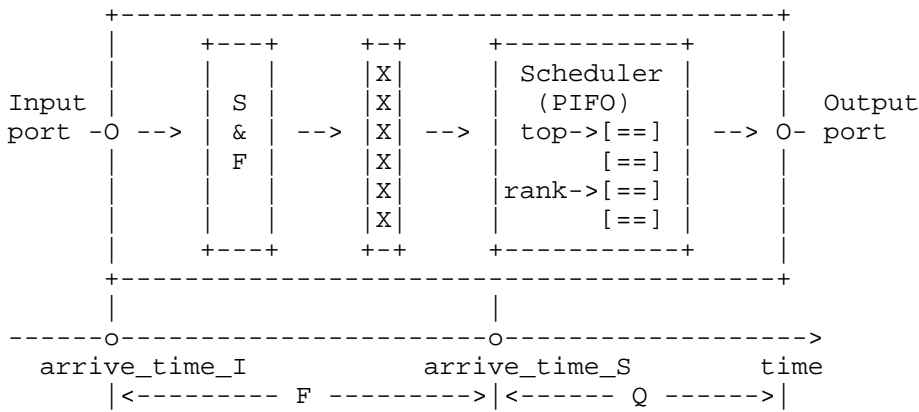 +---------------------------------------+
|    +---+    +-+    +-----------+    |
|    |   |    |X|    | Scheduler |    |
Input |    | S |    |X|    |  (PIFO)   |    | Output
port -O --> | & | --> |X| --> | top->[==] | --> O- port
|    | F |    |X|    |      [==] |    |
|    |   |    |X|    |rank->[==] |    |
|    |   |    |X|    |      [==] |    |
|    +---+    +-+    +-----------+    |
+---------------------------------------+
|                      |
------o----------------------o------------------>
arrive_time_I          arrive_time_S          time
|<--------- F --------->|<------ Q ------>|